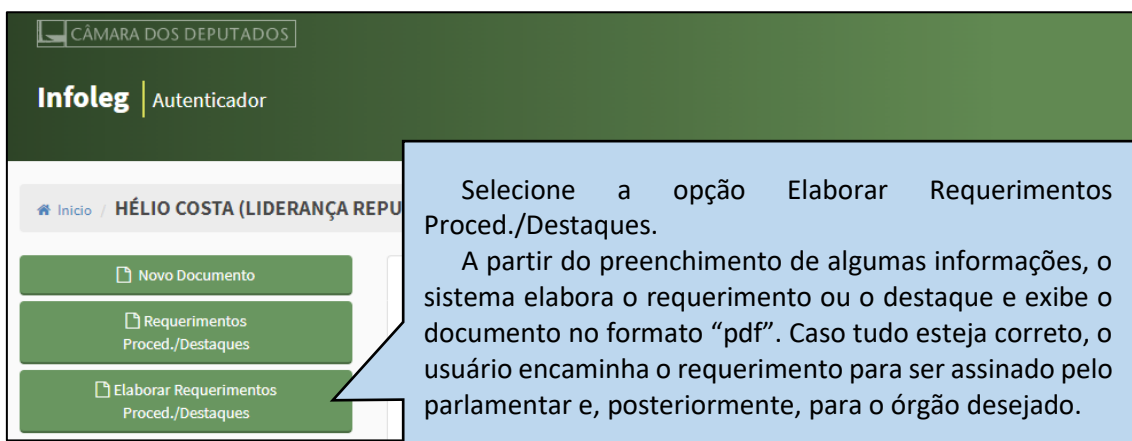 CÂMARA DOS DEPUTADOS
Infoleg | Autenticador
Inicio / HÉLIO COSTA (LIDERANÇA REPU
Novo Documento
Requerimentos
Proced./Destaques
Elaborar Requerimentos
Proced./Destaques
Selecione a opção Elaborar Requerimentos
Proced./Destaques.
A partir do preenchimento de algumas informações, o
sistema elabora o requerimento ou o destaque e exibe o
documento no formato “pdf”. Caso tudo esteja correto, o
usuário encaminha o requerimento para ser assinado pelo
parlamentar e, posteriormente, para o órgão desejado.